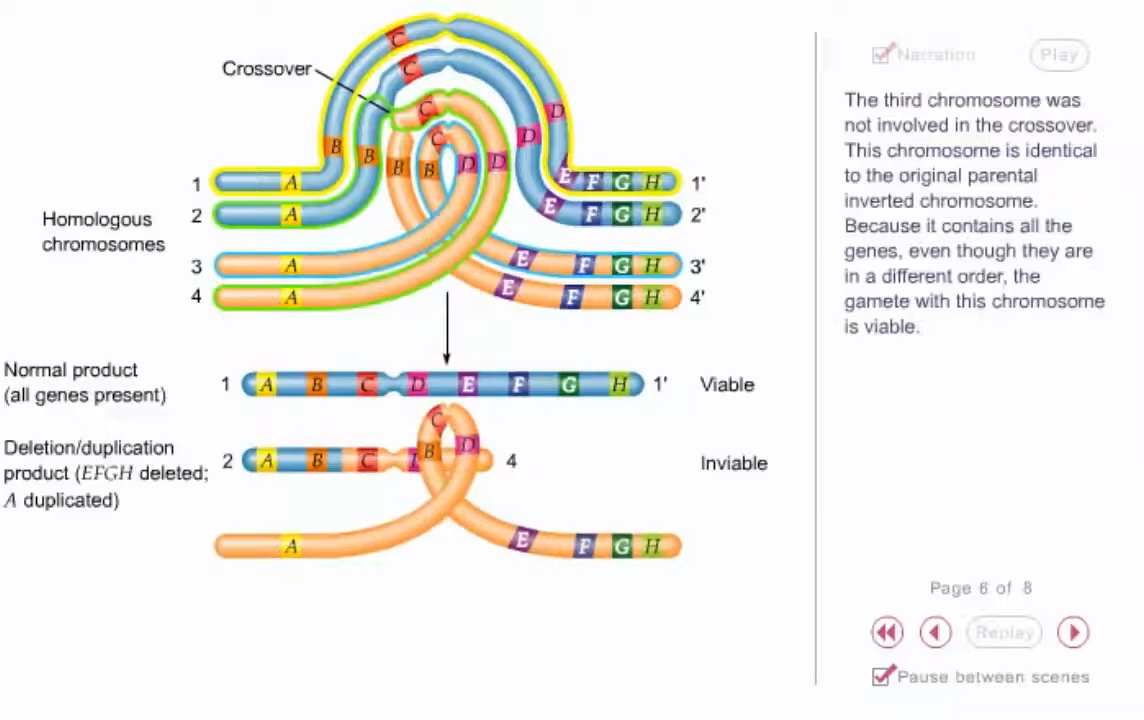 Crossover
C
C
C
C
B
B
B
B
D
D
D
D
1
A
E
F
G
H
1'
2
A
E
F
G
H
2'
Homologous
chromosomes
3
A
E
F
G
H
3'
4
A
E
F
G
H
4'
Normal product
(all genes present)
1
A
B
C
D
E
F
G
H
1'
Viable
Deletion/duplication
product (EFGH deleted;
A duplicated)
2
A
B
C
C
B
D
4
Inviable
A
E
F
G
H
Narration
Play
The third chromosome was
not involved in the crossover.
This chromosome is identical
to the original parental
inverted chromosome.
Because it contains all the
genes, even though they are
in a different order, the
gamete with this chromosome
is viable.
Page 6 of 8
Replay
Pause between scenes